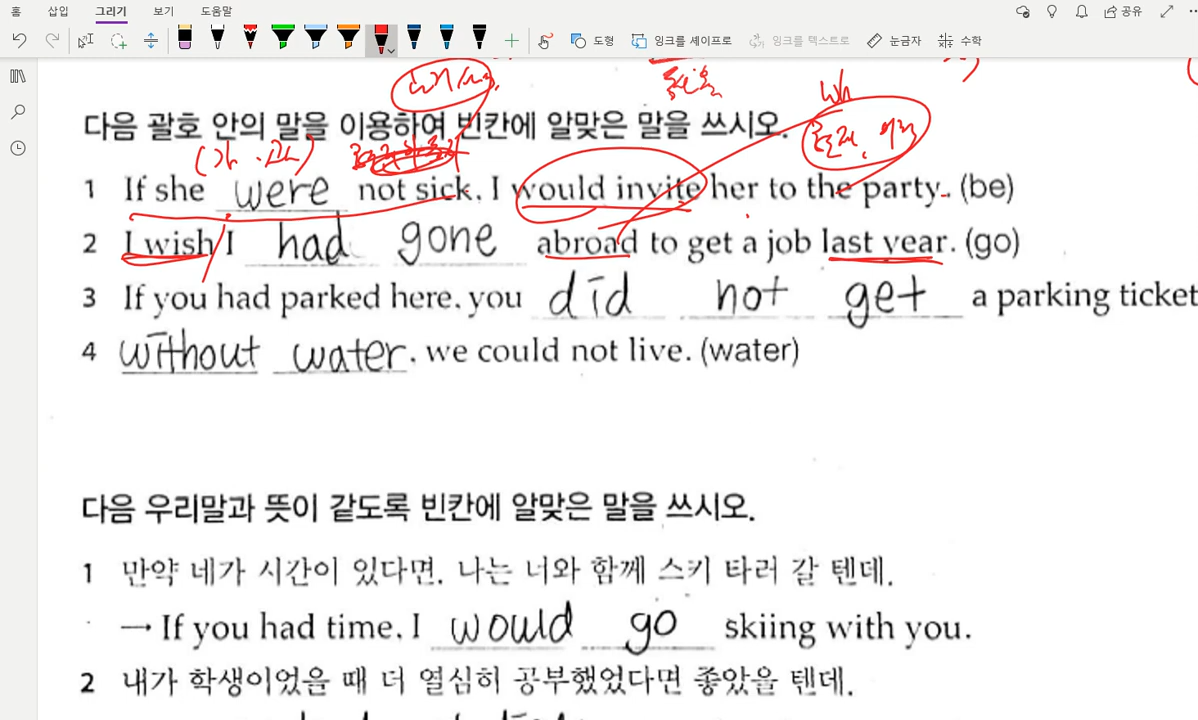 홈 삽입 그리기 보기 도움말
공유
도형 잉크를 셰이프로 잉크를 텍스트로 눈금자 수학
다음 괄호 안의 말을 이용하여 빈칸에 알맞은 말을 쓰시오.
1 If she were not sick, I would invite her to the party. (be)
2 I wish I had gone abroad to get a job last year. (go)
3 If you had parked here, you did not get a parking ticket
4 without water, we could not live. (water)
다음 우리말과 뜻이 같도록 빈칸에 알맞은 말을 쓰시오.
1 만약 네가 시간이 있다면, 나는 너와 함께 스키 타러 갈 텐데.
→ If you had time, I would go skiing with you.
2 내가 학생이었을 때 더 열심히 공부했었다면 좋았을 텐데.